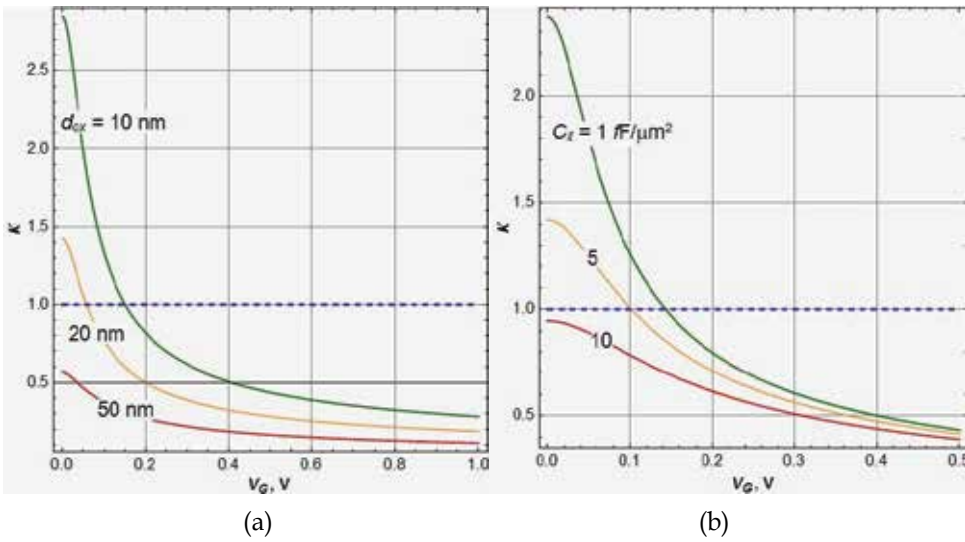 2.5
2.0
1.5
1.0
0.5
κ
d_ox = 10 nm
20 nm
50 nm
0.0 0.2 0.4 0.6 0.8 1.0
V_G, V
(a)
2.0
1.5
1.0
0.5
κ
C_it = 1 fF/μm²
5
10
0.0 0.1 0.2 0.3 0.4 0.5
V_G, V
(b)